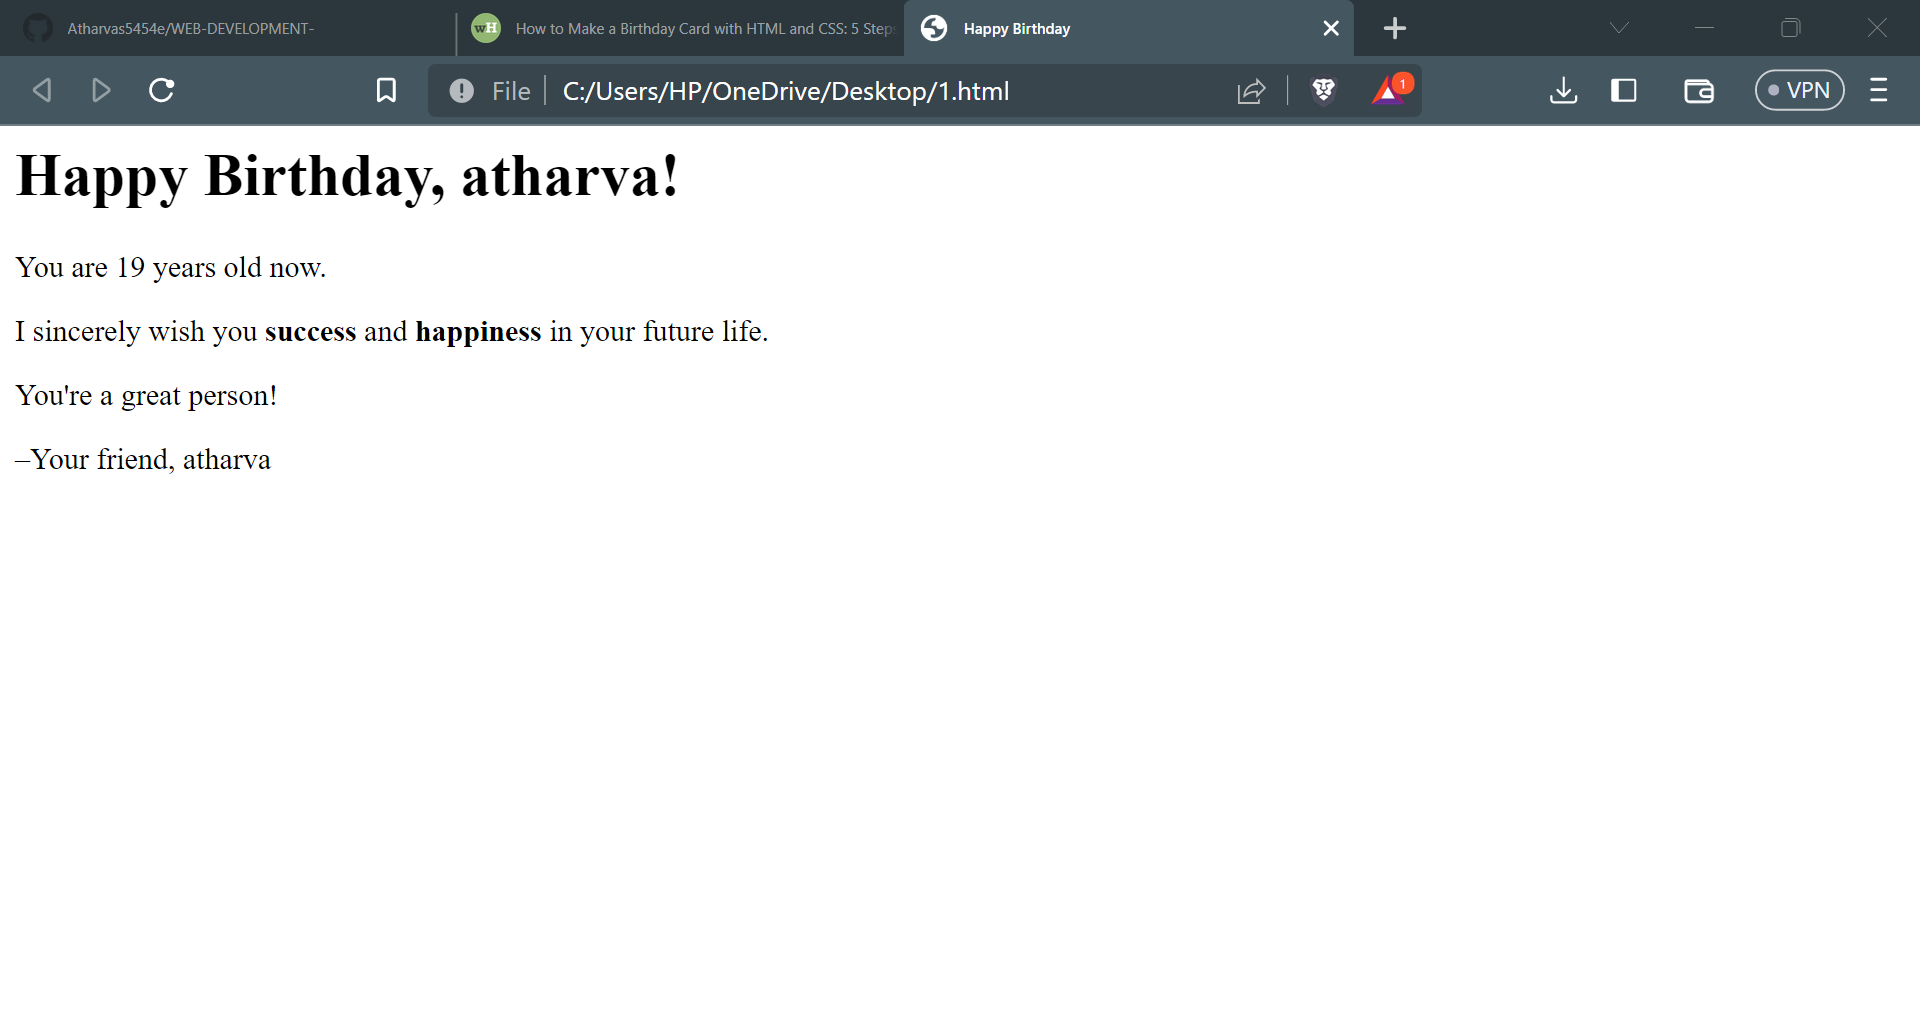 Atharvas5454e/WEB-DEVELOPMENT-
wH How to Make a Birthday Card with HTML and CSS: 5 Steps
Happy Birthday
File C:/Users/HP/OneDrive/Desktop/1.html
1
VPN
Happy Birthday, atharva!
You are 19 years old now.
I sincerely wish you success and happiness in your future life.
You're a great person!
–Your friend, atharva